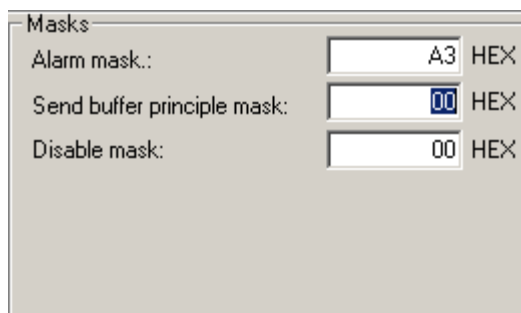 Masks
Alarm mask.: A3 HEX
Send buffer principle mask: 00 HEX
Disable mask: 00 HEX